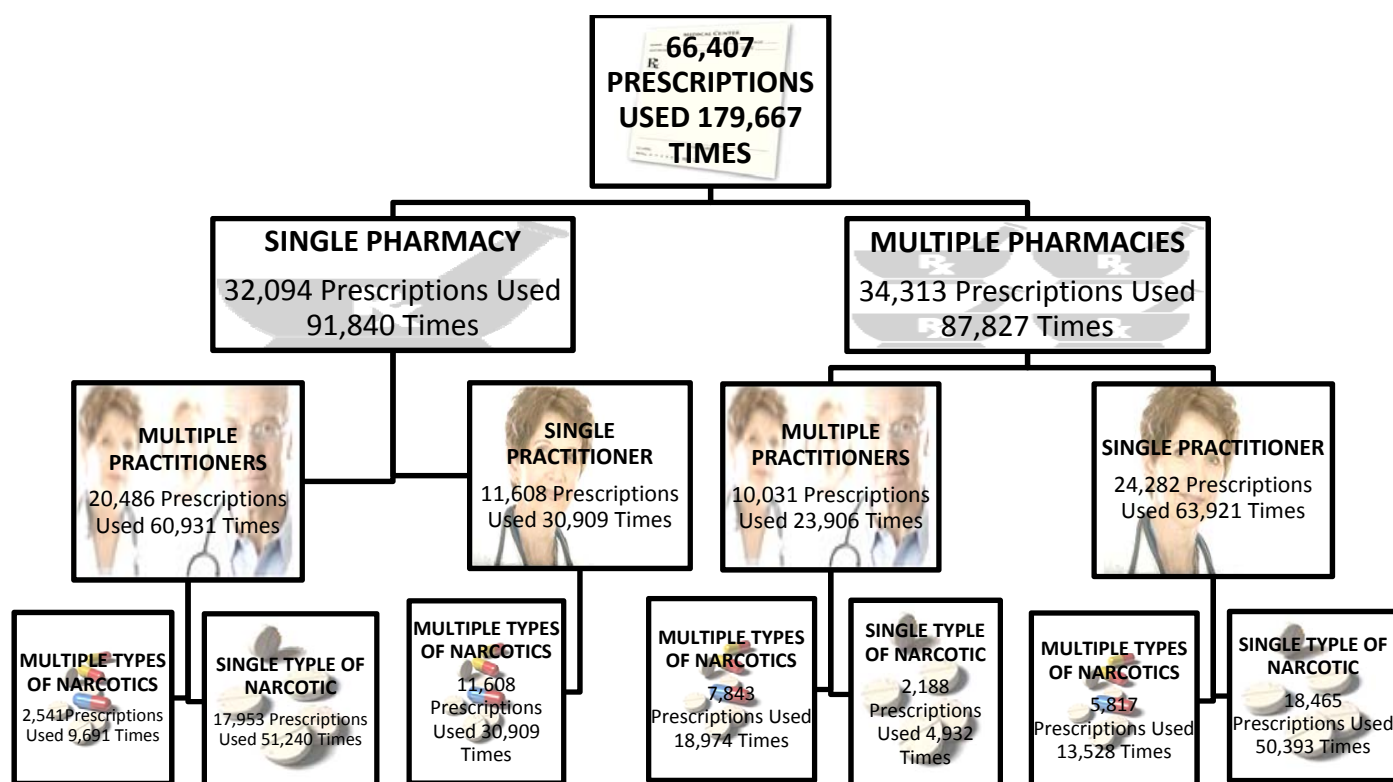 MEDICAL CENTER
66,407
PRESCRIPTIONS
USED 179,667
TIMES
SINGLE PHARMACY
32,094 Prescriptions Used
91,840 Times
MULTIPLE PHARMACIES
34,313 Prescriptions Used
87,827 Times
MULTIPLE
PRACTITIONERS
20,486 Prescriptions
Used 60,931 Times
SINGLE
PRACTITIONER
11,608 Prescriptions
Used 30,909 Times
MULTIPLE
PRACTITIONERS
10,031 Prescriptions
Used 23,906 Times
SINGLE PRACTITIONER
24,282 Prescriptions
Used 63,921 Times
MULTIPLE TYPES
OF NARCOTICS
2,541Prescriptions
Used 9,691 Times
SINGLE TYPLE OF
NARCOTIC
17,953 Prescriptions
Used 51,240 Times
MULTIPLE TYPES
OF NARCOTICS
11,608
Prescriptions
Used 30,909
Times
MULTIPLE TYPES
OF NARCOTICS
7,843
Prescriptions Used
18,974 Times
SINGLE TYPLE
OF NARCOTIC
2,188
Prescriptions
Used 4,932
Times
MULTIPLE TYPES
OF NARCOTICS
5,817
Prescriptions Used
13,528 Times
SINGLE TYPLE OF
NARCOTIC
18,465
Prescriptions Used
50,393 Times